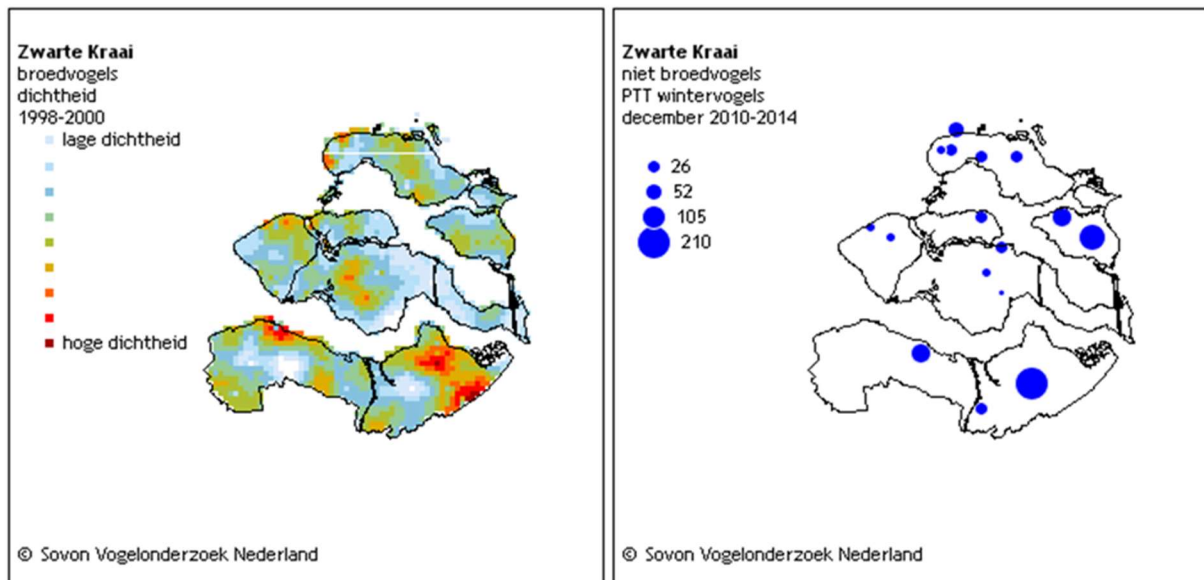 Zwarte Kraai
broedvogels
dichtheid
1998-2000
lage dichtheid
hoge dichtheid
© Sovon Vogelonderzoek Nederland
Zwarte Kraai
niet broedvogels
PTT wintervogels
december 2010-2014
26
52
105
210
© Sovon Vogelonderzoek Nederland